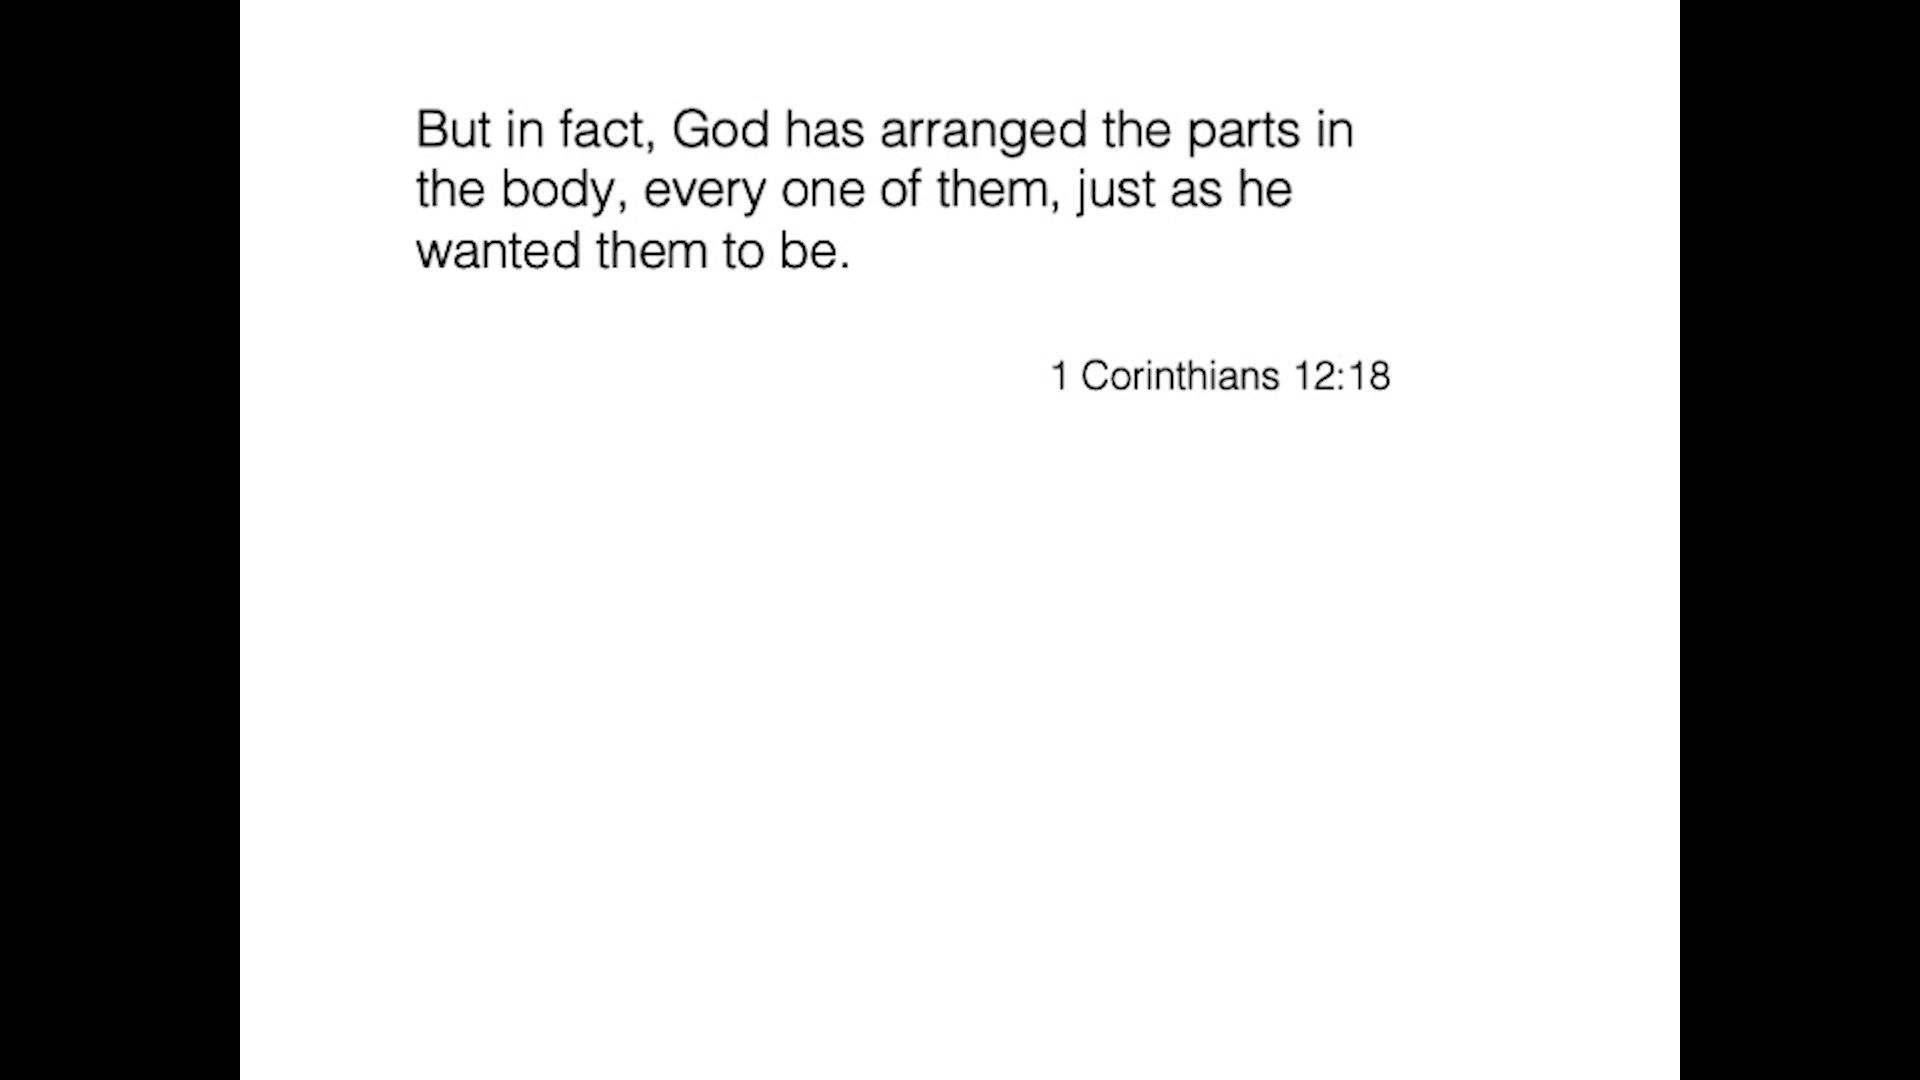 But in fact, God has arranged the parts in
the body, every one of them, just as he
wanted them to be.
1 Corinthians 12:18